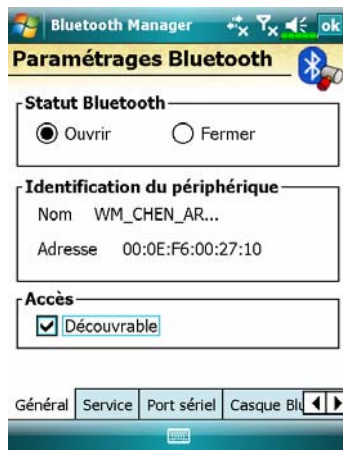 Bluetooth Manager ok
Paramétrages Bluetooth
Statut Bluetooth
Ouvrir Fermer
Identification du périphérique
Nom WM_CHEN_AR...
Adresse 00:0E:F6:00:27:10
Accès
Découvrable
Général Service Port sériel Casque Blu